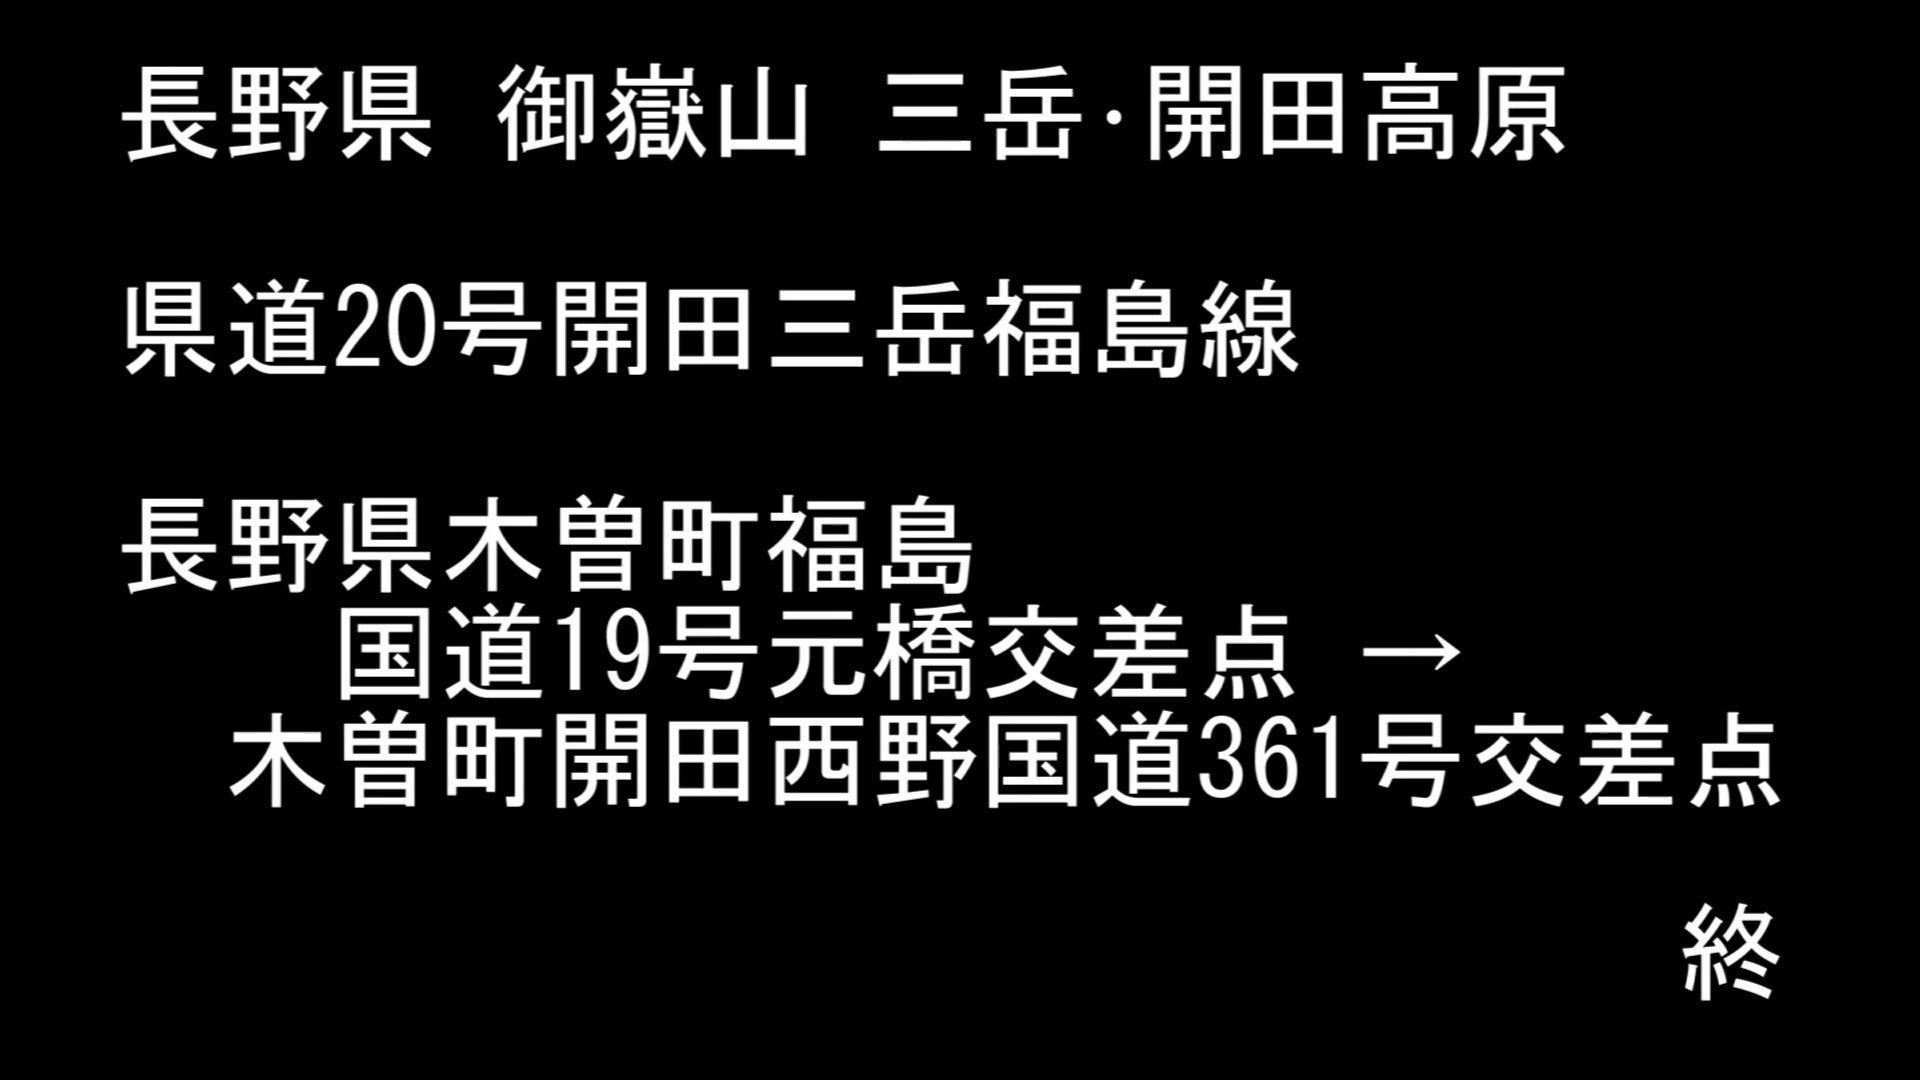 長野県　御嶽山　三岳･開田高原
県道20号開田三岳福島線
長野県木曽町福島
国道19号元橋交差点 →
木曽町開田西野国道361号交差点
終